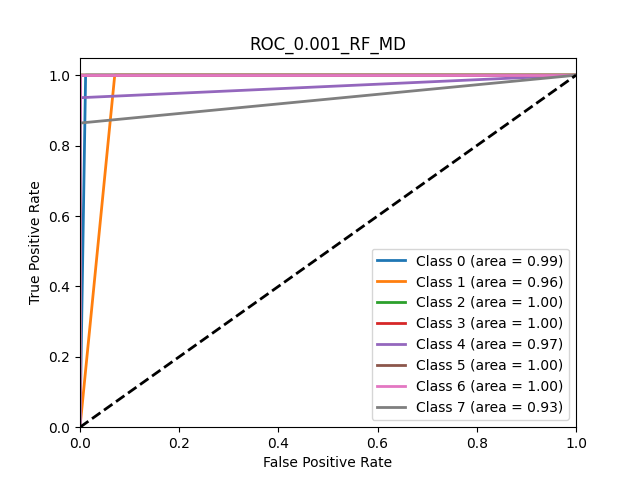 ROC_0.001_RF_MD
True Positive Rate
1.0
0.8
0.6
0.4
0.2
0.0
Class 0 (area = 0.99)
Class 1 (area = 0.96)
Class 2 (area = 1.00)
Class 3 (area = 1.00)
Class 4 (area = 0.97)
Class 5 (area = 1.00)
Class 6 (area = 1.00)
Class 7 (area = 0.93)
0.0 0.2 0.4 0.6 0.8 1.0
False Positive Rate